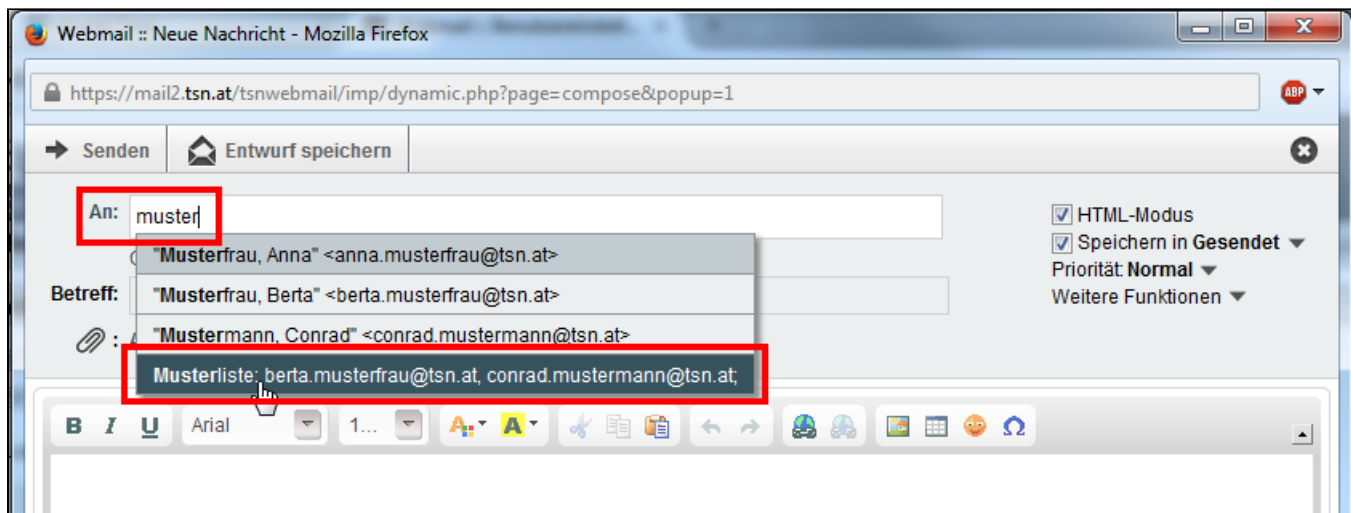 Webmail :: Neue Nachricht - Mozilla Firefox
https://mail2.tsn.at/tsnwebmail/imp/dynamic.php?page=compose&popup=1
ABP
Senden
Entwurf speichern
An:
muster
"Musterfrau, Anna" <anna.musterfrau@tsn.at>
"Musterfrau, Berta" <berta.musterfrau@tsn.at>
"Mustermann, Conrad" <conrad.mustermann@tsn.at>
Musterliste: berta.musterfrau@tsn.at, conrad.mustermann@tsn.at;
HTML-Modus
Speichern in Gesendet
Priorität: Normal
Weitere Funktionen
Betreff:
:
B I U Arial 1... A A Ω